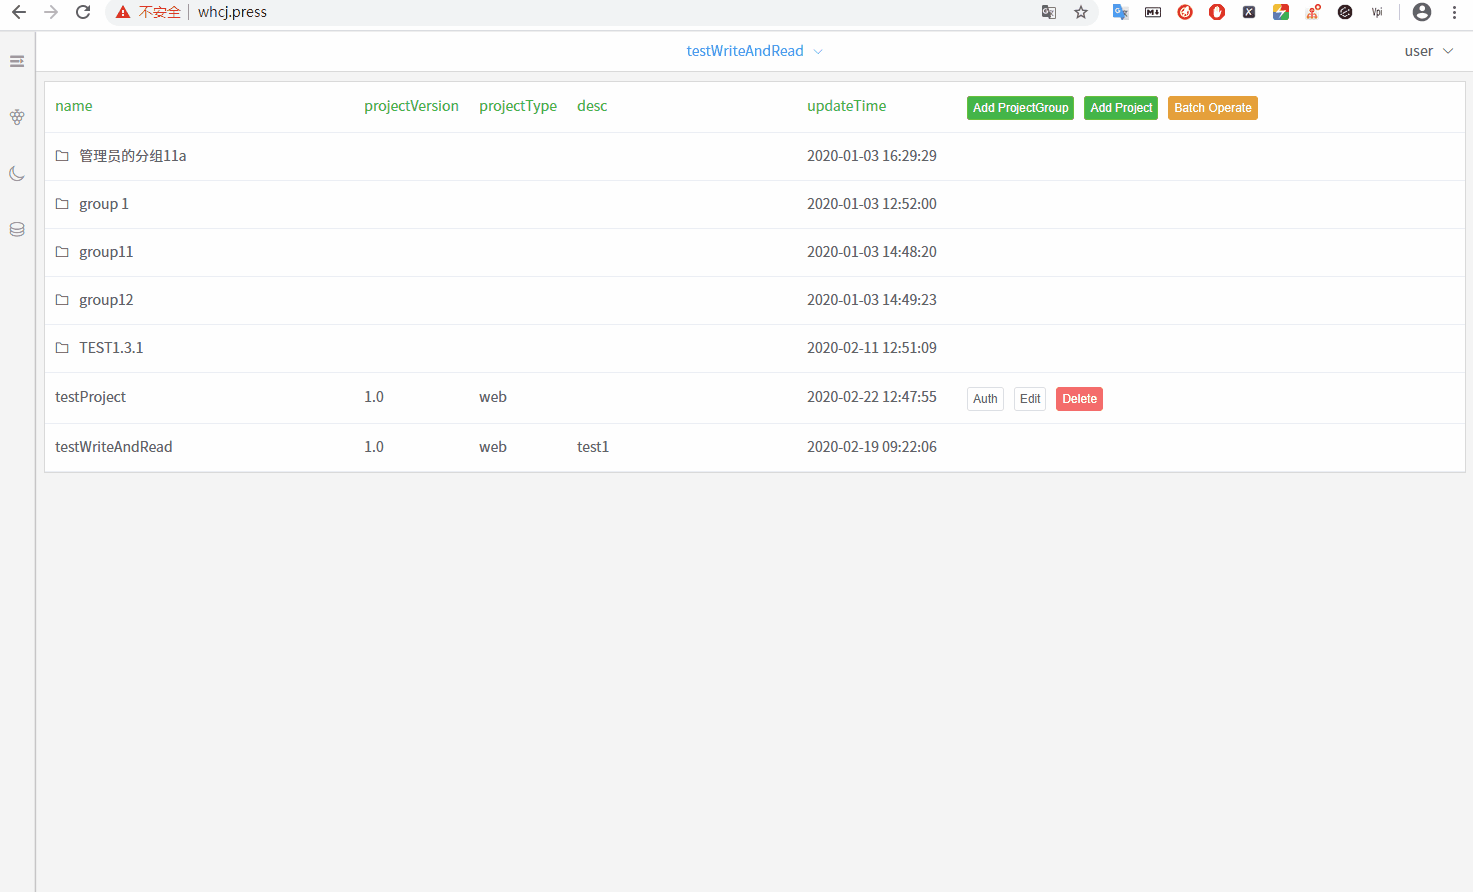 不安全 whcj.press
testWriteAndRead
user
name projectVersion projectType desc updateTime Add ProjectGroup Add Project Batch Operate
管理员的分组11a 2020-01-03 16:29:29
group 1 2020-01-03 12:52:00
group11 2020-01-03 14:48:20
group12 2020-01-03 14:49:23
TEST1.3.1 2020-02-11 12:51:09
testProject 1.0 web 2020-02-22 12:47:55 Auth Edit Delete
testWriteAndRead 1.0 web test1 2020-02-19 09:22:06